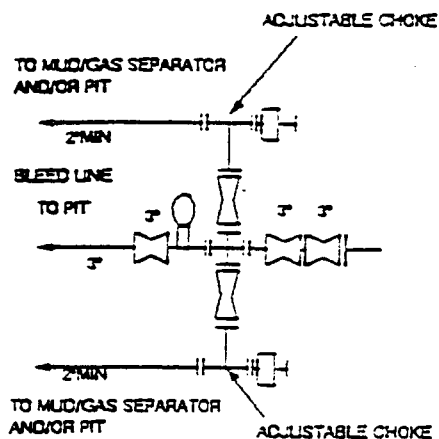 ADJUSTABLE CHOKE
TO MUD/GAS SEPARATOR
AND/OR PIT
2"MIN
BLEED LINE
TO PIT
3"
3" 3"
3"
2"MIN
TO MUD/GAS SEPARATOR
AND/OR PIT
ADJUSTABLE CHOKE